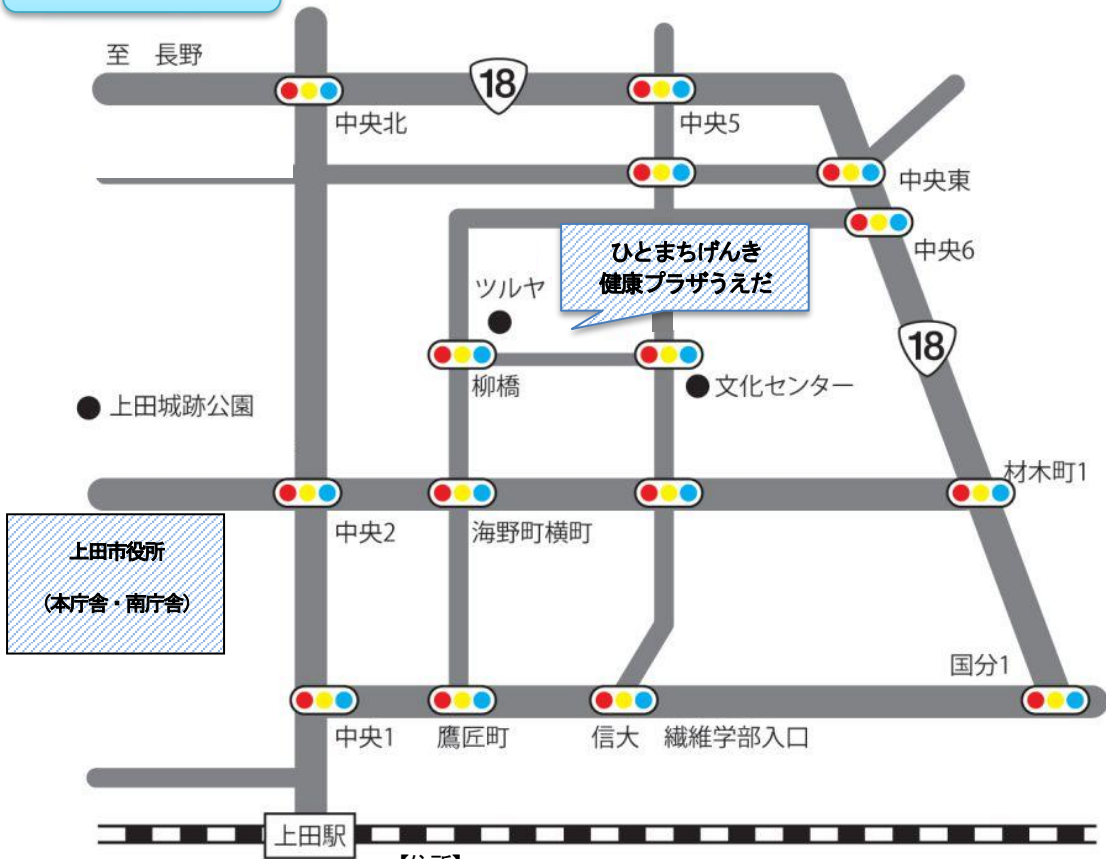 至 長野
18
中央北
中央5
中央東
中央6
ひとまちげんき
健康プラザうえだ
ツルヤ
18
柳橋
文化センター
上田城跡公園
材木町1
中央2
海野町横町
上田市役所
(本庁舎・南庁舎)
国分1
中央1
鷹匠町
信大 繊維学部入口
上田駅
【住所】